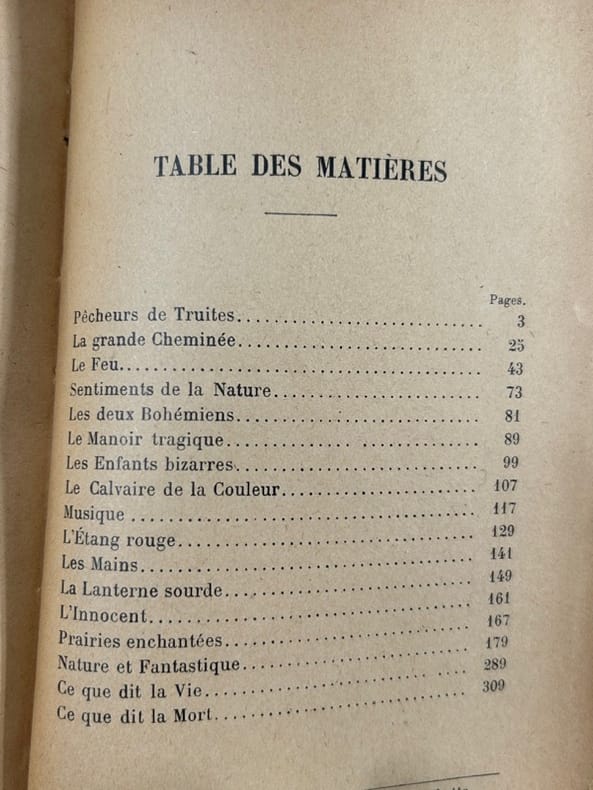 TABLE DES MATIÈRES
Pages.
Pêcheurs de Truites.......................... 3
La grande Cheminée.......................... 25
Le Feu....................................... 43
Sentiments de la Nature...................... 73
Les deux Bohémiens.......................... 81
Le Manoir tragique.......................... 89
Les Enfants bizarres......................... 99
Le Calvaire de la Couleur.................... 107
Musique ..................................... 117
L'Étang rouge................................ 129
Les Mains.................................... 141
La Lanterne sourde........................... 149
L'Innocent................................... 161
Prairies enchantées.......................... 167
Nature et Fantastique........................ 179
Ce que dit la Vie............................ 289
Ce que dit la Mort........................... 309